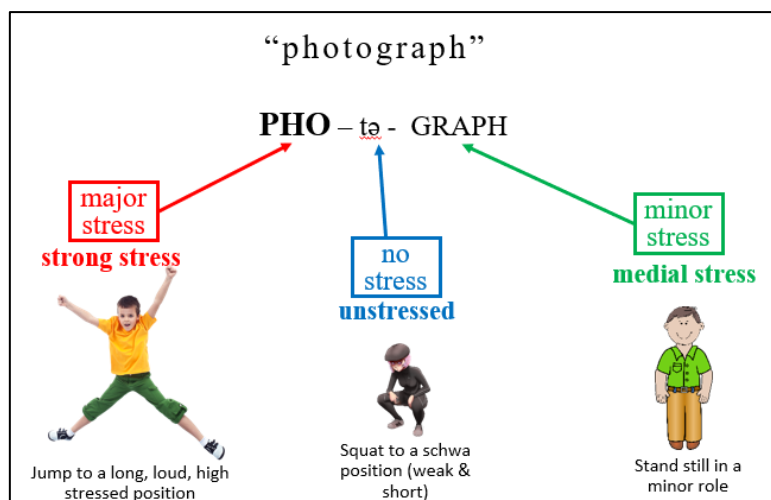 “photograph”
PHO – tə - GRAPH
major
stress
strong stress
no
stress
unstressed
minor
stress
medial stress
Jump to a long, loud, high
stressed position
Squat to a schwa
position (weak &
short)
Stand still in a
minor role